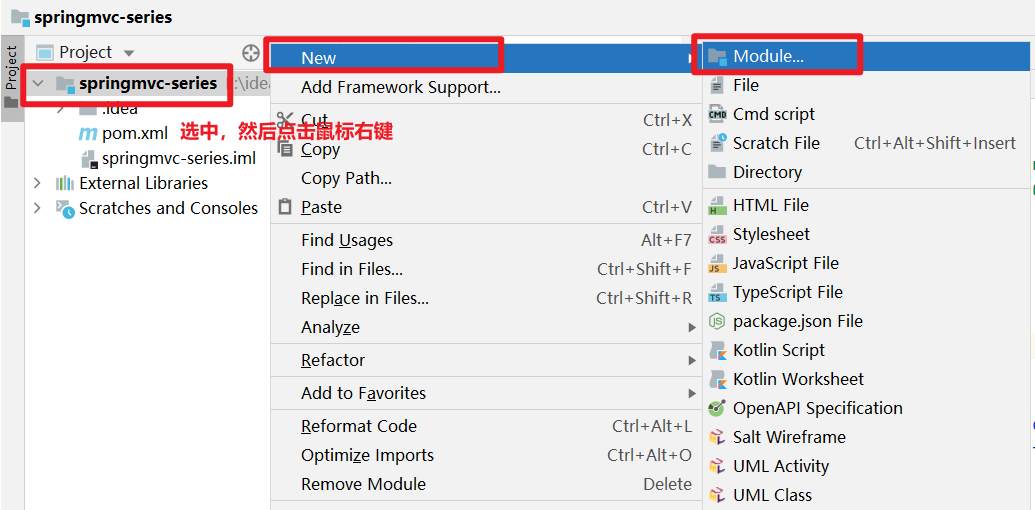 springmvc-series
Project
Project
springmvc-series
.idea
pom.xml
选中，然后点击鼠标右键
springmvc-series.iml
External Libraries
Scratches and Consoles
New
Add Framework Support...
Cut Ctrl+X
Copy Ctrl+C
Copy Path...
Paste Ctrl+V
Find Usages Alt+F7
Find in Files... Ctrl+Shift+F
Replace in Files... Ctrl+Shift+R
Analyze
Refactor
Add to Favorites
Reformat Code Ctrl+Alt+L
Optimize Imports Ctrl+Alt+O
Remove Module Delete
Module...
File
CMD Cmd script
Scratch File Ctrl+Alt+Shift+Insert
Directory
H HTML File
CSS Stylesheet
JS JavaScript File
TS TypeScript File
JS package.json File
Kotlin Script
Kotlin Worksheet
OpenAPI Specification
Salt Wireframe
UML Activity
UML Class